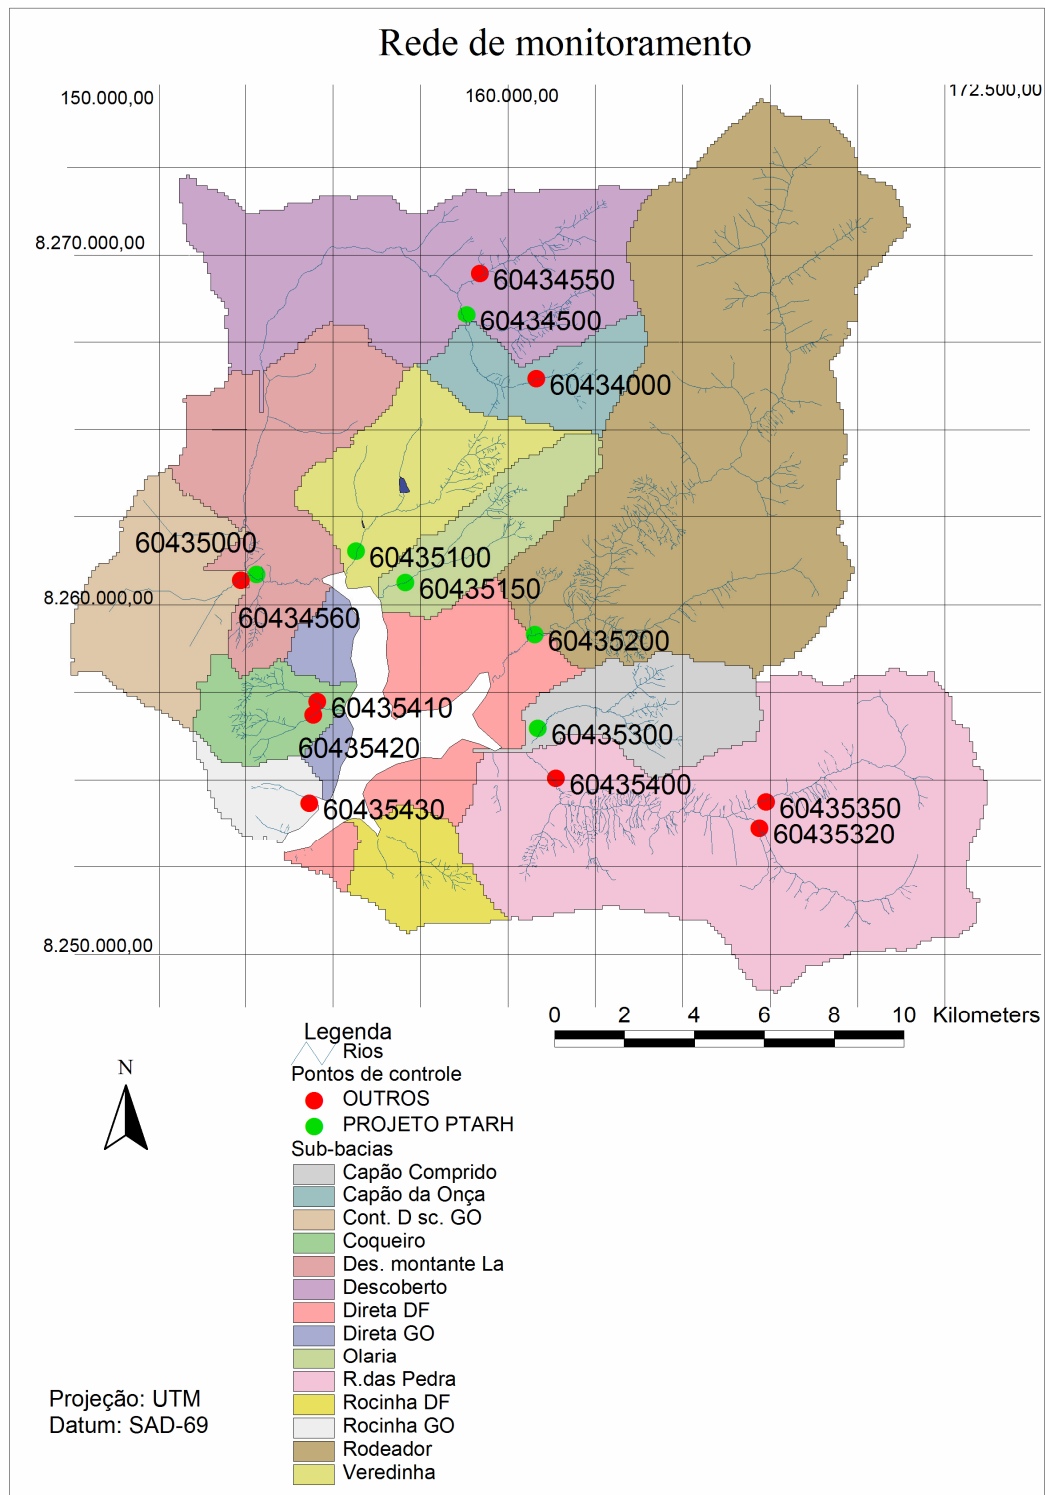 Rede de monitoramento
150.000,00
160.000,00
172.500,00
8.270.000,00
60434550
60434500
60434000
60435000
60435100
60435150
8.260.000,00
60434560
60435200
60435410
60435300
60435420
60435400
60435430
60435350
60435320
8.250.000,00
0 2 4 6 8 10 Kilometers
Legenda
Rios
Pontos de controle
N
OUTROS
PROJETO PTARH
Sub-bacias
Capão Comprido
Capão da Onça
Cont. D sc. GO
Coqueiro
Des. montante La
Descoberto
Direta DF
Direta GO
Olaria
R.das Pedra
Rocinha DF
Rocinha GO
Rodeador
Veredinha
Projeção: UTM
Datum: SAD-69